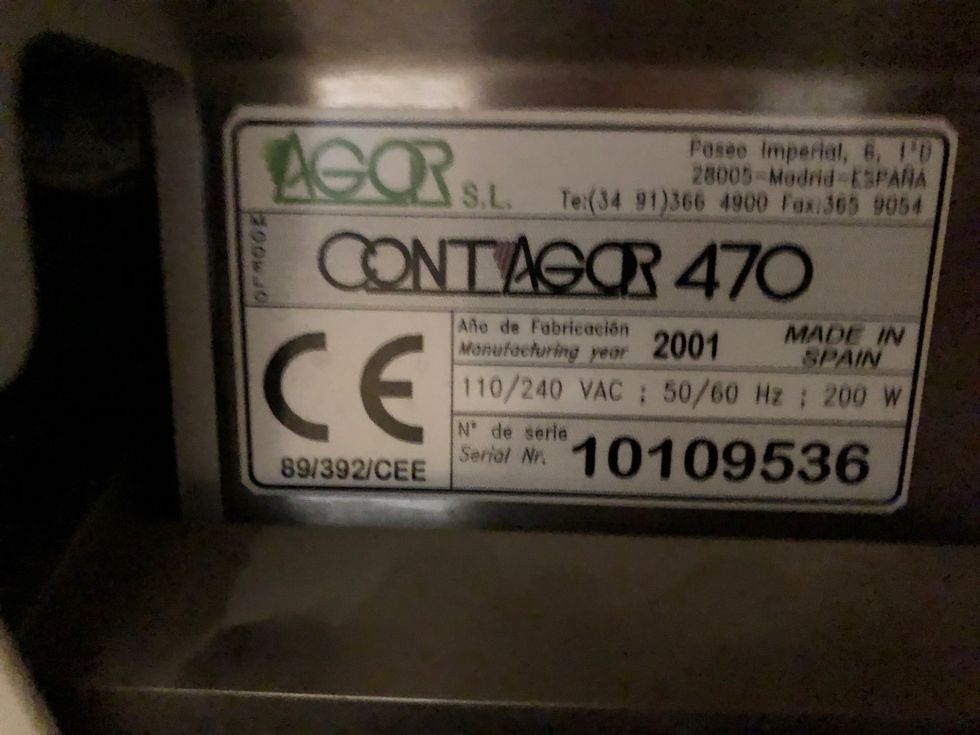 AGOR S.L.
Paseo Imperial, 6, 1°D
28005-Madrid-ESPAÑA
Te:(34 91)366 4900 Fax:365 9054
MODELO
CONTAGOR 470
CE
89/392/CEE
Año de Fabricación
Manufacturing year
2001
MADE IN
SPAIN
110/240 VAC ; 50/60 Hz ; 200 W
N° de serie
Serial Nr.
10109536